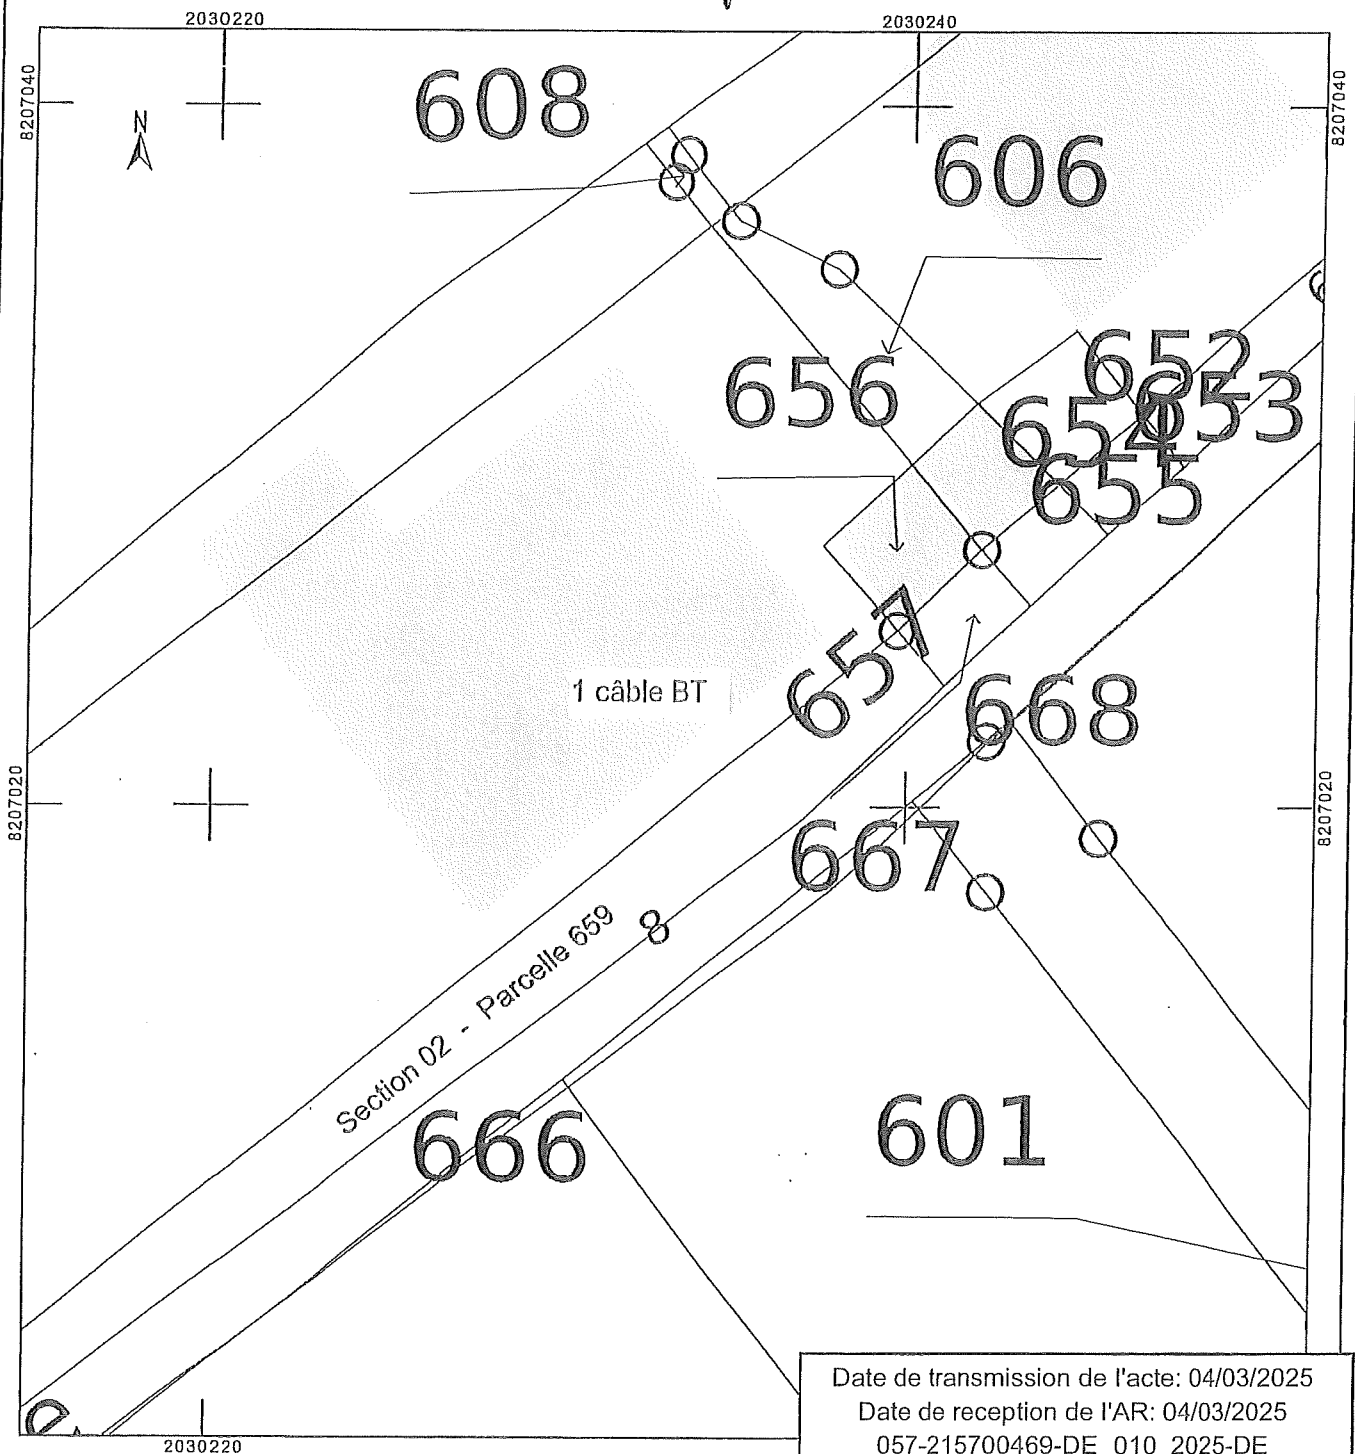 2030220
2030240
8207040
8207040
N
608
606
652
656
653
654
655
657
1 câble BT
668
8207020
8207020
667
8
Section 02 - Parcelle 659
666
601
e
2030220
Date de transmission de l'acte: 04/03/2025
Date de reception de l'AR: 04/03/2025
057-215700469-DE_010_2025-DE